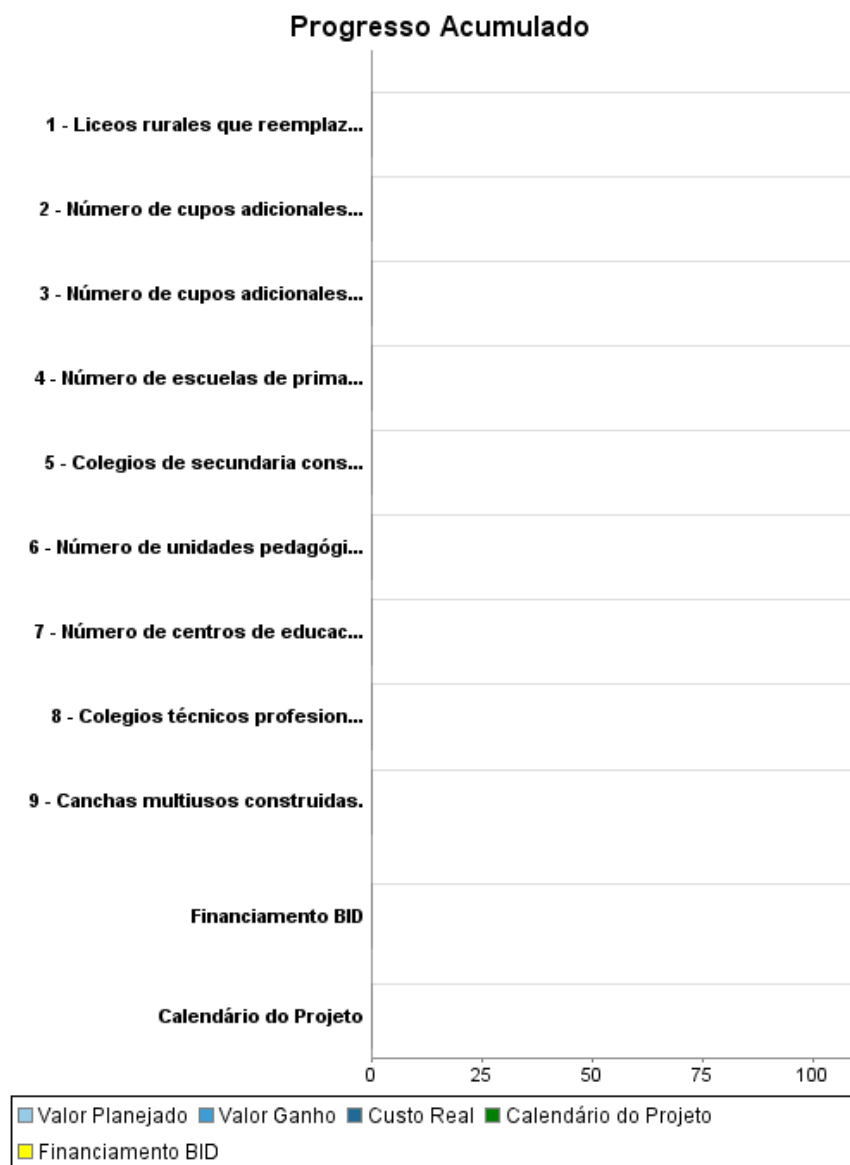 Progresso Acumulado
1 - Liceos rurales que reemplaz...
2 - Número de cupos adicionales...
3 - Número de cupos adicionales...
4 - Número de escuelas de prima...
5 - Colegios de secundaria cons...
6 - Número de unidades pedagógi...
7 - Número de centros de educac...
8 - Colegios técnicos profesion...
9 - Canchas multiusos construidas.
Financiamento BID
Calendário do Projeto
0 25 50 75 100
Valor Planejado Valor Ganho Custo Real Calendário do Projeto
Financiamento BID